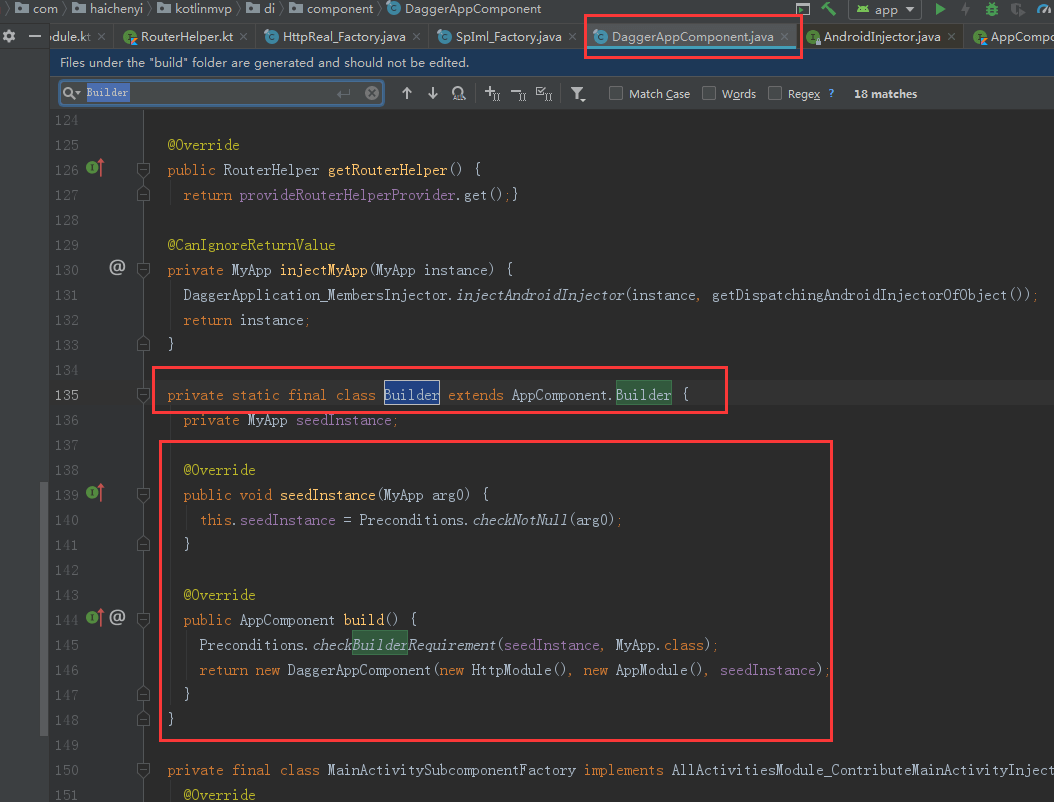 com haichenyi kotlinmvp di component DaggerAppComponent app
odule.kt RouterHelper.kt HttpReal_Factory.java SpIml_Factory.java DaggerAppComponent.java AndroidInjector.java AppCompo
Files under the "build" folder are generated and should not be edited.
Builder Match Case Words Regex ? 18 matches
124
125 @Override
126 public RouterHelper getRouterHelper() {
127 return provideRouterHelperProvider.get();}
128
129 @CanIgnoreReturnValue
130 @ private MyApp injectMyApp(MyApp instance) {
131 DaggerApplication_MembersInjector.injectAndroidInjector(instance, getDispatchingAndroidInjectorOfObject());
132 return instance;
133 }
134
135 private static final class Builder extends AppComponent.Builder {
136 private MyApp seedInstance;
137
138 @Override
139 public void seedInstance(MyApp arg0) {
140 this.seedInstance = Preconditions.checkNotNull(arg0);
141 }
142
143 @Override
144 @ public AppComponent build() {
145 Preconditions.checkBuilderRequirement(seedInstance, MyApp.class);
146 return new DaggerAppComponent(new HttpModule(), new AppModule(), seedInstance);
147 }
148 }
149
150 private final class MainActivitySubcomponentFactory implements AllActivitiesModule_ContributeMainActivityInject
151 @Override